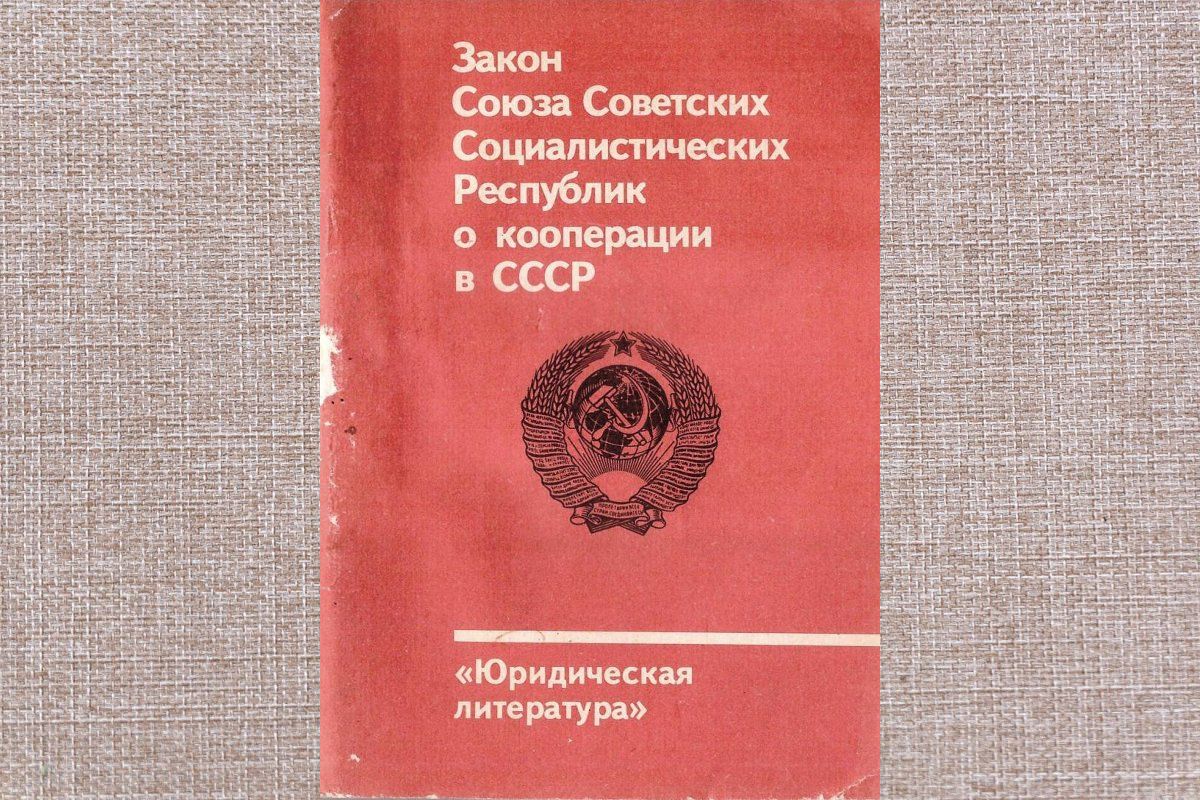 Закон
Союза Советских
Социалистических
Республик
о кооперации
в СССР
«Юридическая
литература»